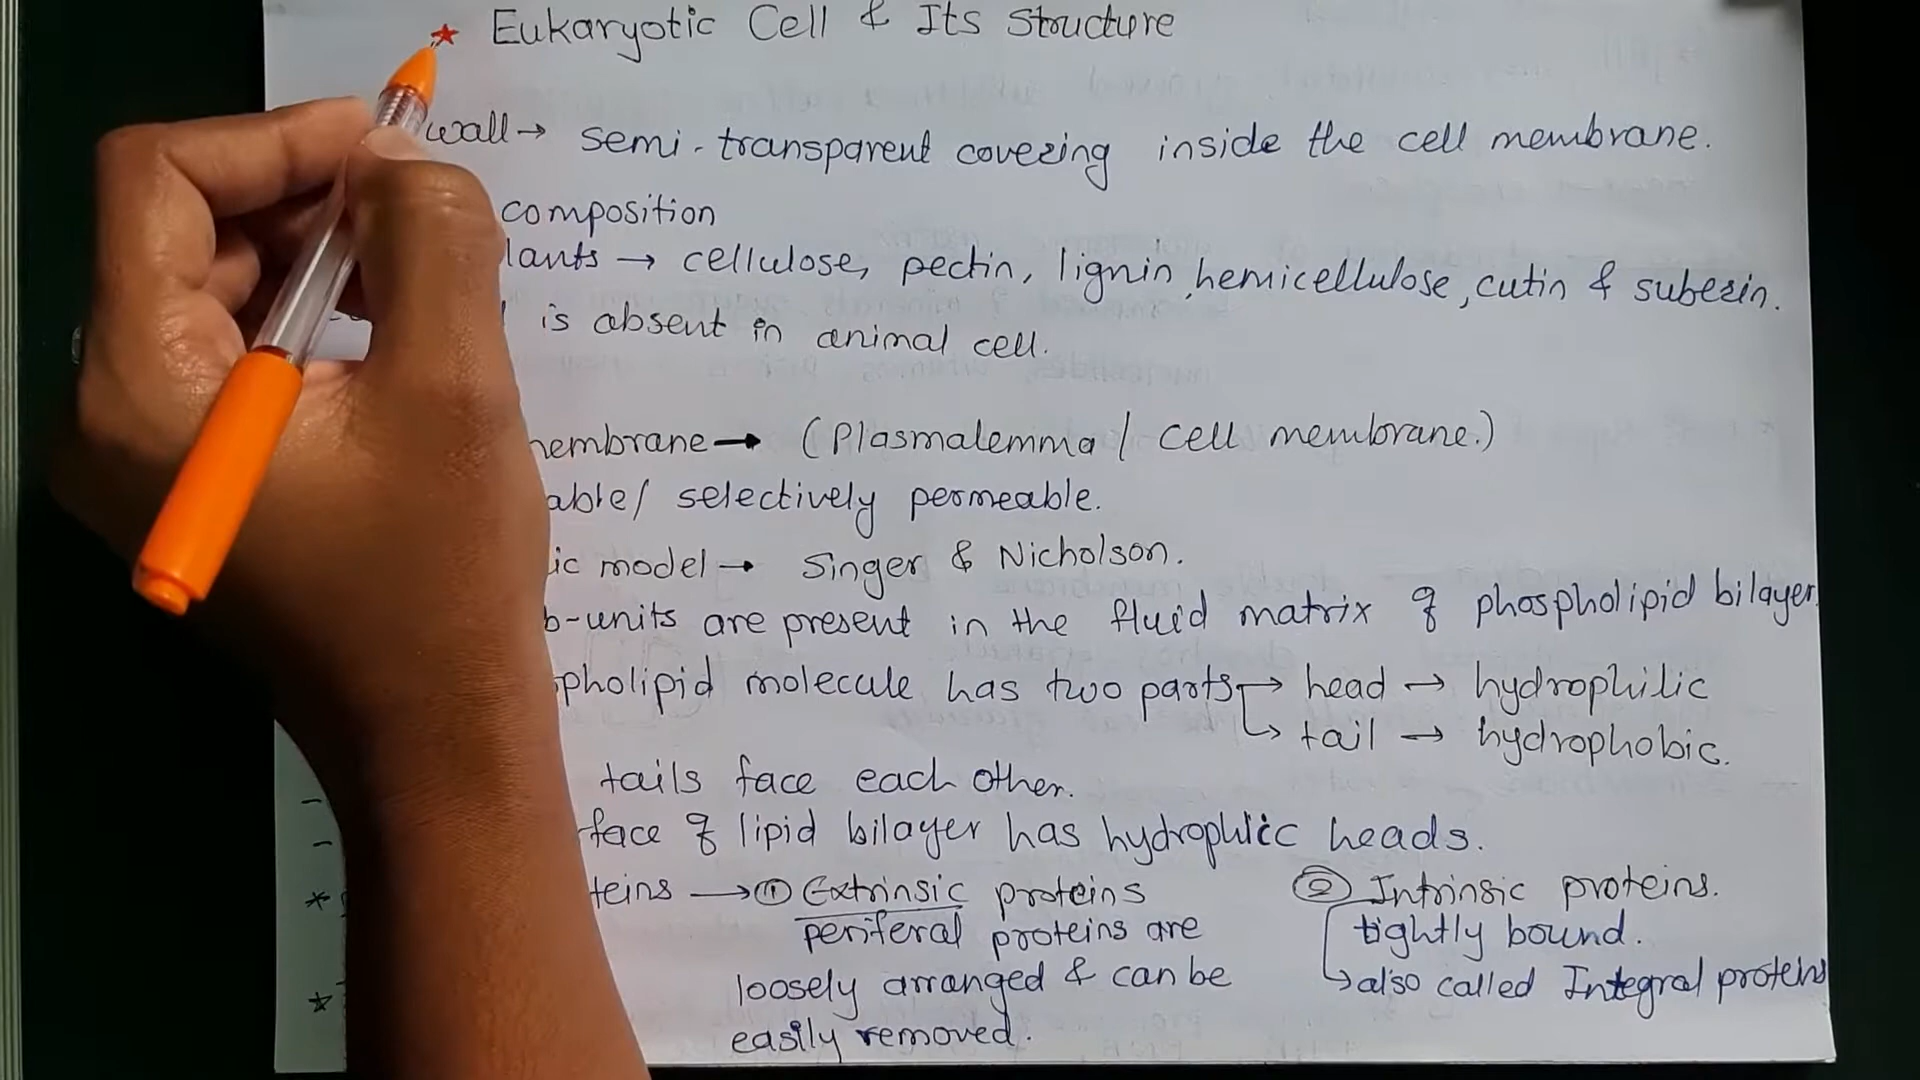 ★ Eukaryotic Cell & Its Structure
wall → semi-transparent covering inside the cell membrane.
composition
lants → cellulose, pectin, lignin, hemicellulose, cutin & suberin.
is absent in animal cell.
membrane → (Plasmalemma / cell membrane.)
able/ selectively permeable.
ic model → Singer & Nicholson.
b-units are present in the fluid matrix of phospholipid bilayer.
pholipid molecule has two parts → head → hydrophilic
→ tail → hydrophobic.
tails face each other.
face of lipid bilayer has hydrophlic heads.
teins → ① Extrinsic proteins ② Intrinsic proteins.
periferal proteins are tightly bound.
loosely arranged & can be → also called Integral proteins
easily removed.